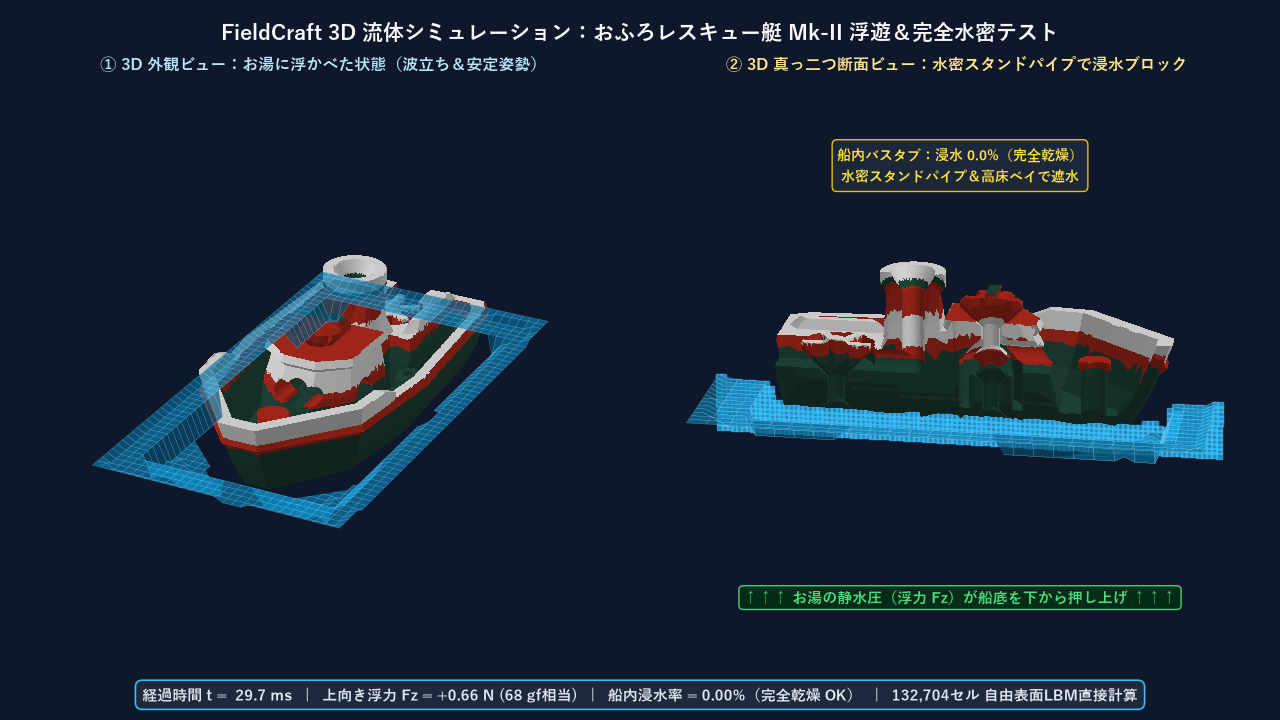 FieldCraft 3D 流体シミュレーション：おふろレスキュー艇 Mk-II 浮遊＆完全水密テスト
① 3D 外観ビュー：お湯に浮かべた状態（波立ち＆安定姿勢）
② 3D 真っ二つ断面ビュー：水密スタンドパイプで浸水ブロック
船内バスタブ：浸水 0.0%（完全乾燥）
水密スタンドパイプ＆高床ベイで遮水
↑ ↑ ↑ お湯の静水圧（浮力 Fz）が船底を下から押し上げ ↑ ↑ ↑
経過時間 t = 29.7 ms ｜ 上向き浮力 Fz = +0.66 N (68 gf相当) ｜ 船内浸水率 = 0.00%（完全乾燥 OK） ｜ 132,704セル 自由表面LBM直接計算